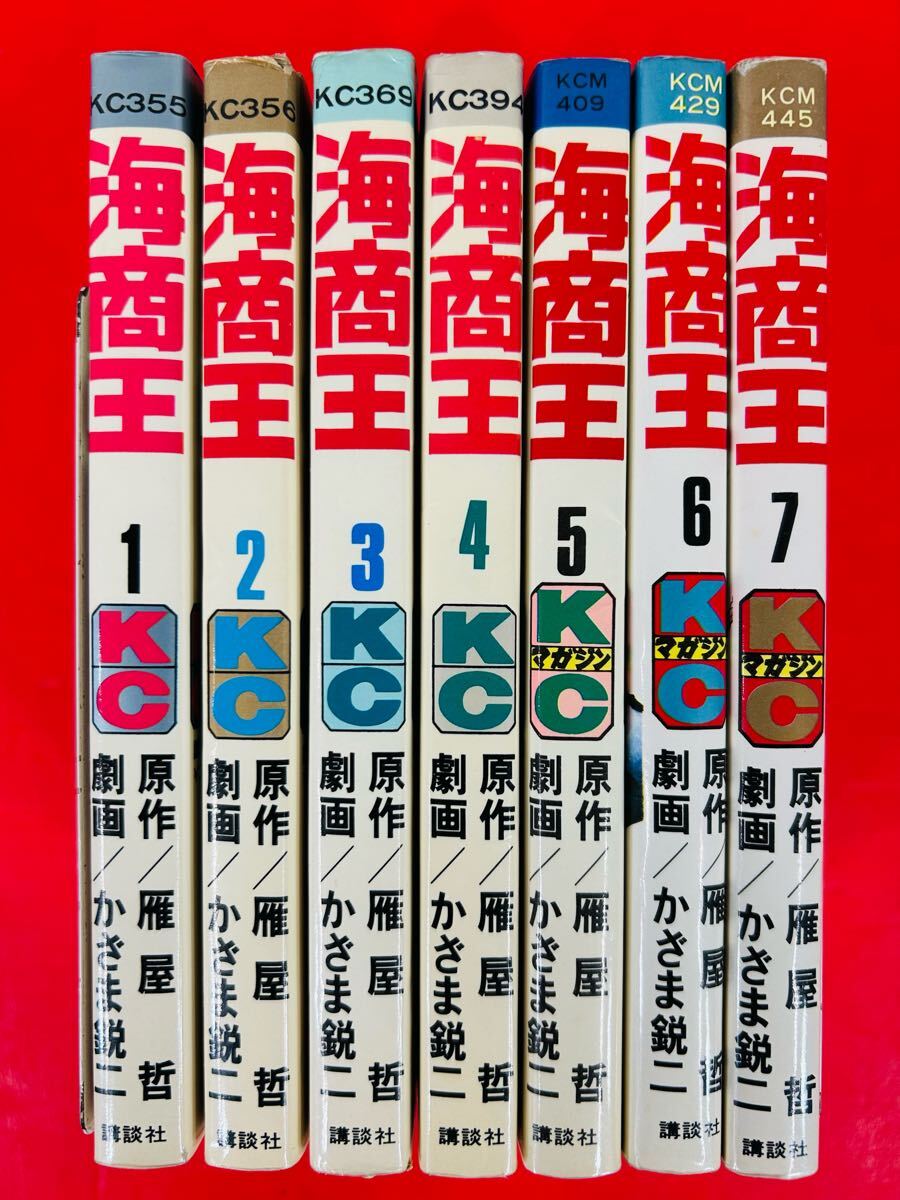 KC355
海商王
1
KC
原作／雁屋哲
劇画／かざま鋭二
講談社
KC356
海商王
2
KC
原作／雁屋哲
劇画／かざま鋭二
講談社
KC369
海商王
3
KC
原作／雁屋哲
劇画／かざま鋭二
講談社
KC394
海商王
4
KC
原作／雁屋哲
劇画／かざま鋭二
講談社
KCM
409
海商王
5
K
マガジン
C
原作／雁屋哲
劇画／かざま鋭二
講談社
KCM
429
海商王
6
K
マガジン
C
原作／雁屋哲
劇画／かざま鋭二
講談社
KCM
445
海商王
7
K
マガジン
C
原作／雁屋哲
劇画／かざま鋭二
講談社